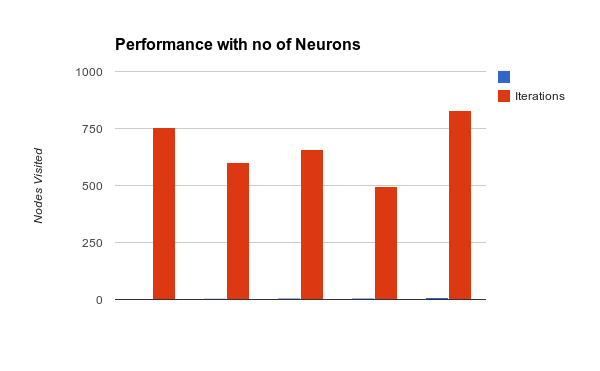 Performance with no of Neurons
1000
750
500
250
0
Nodes Visited
Iterations